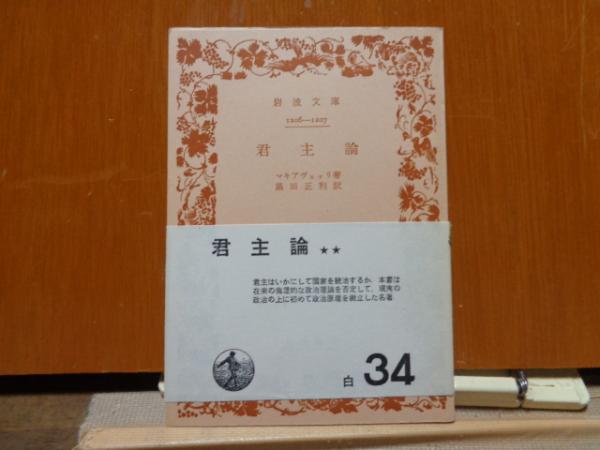 岩波文庫
1206—1207
君主論
マキアヴェリ著
黒田正利訳
君主論 ★★
君主はいかにして国家を統治するか、本書は
在来の倫理的な政治理論を否定して、現実の
政治の上に初めて政治原理を樹立した名著
白 34